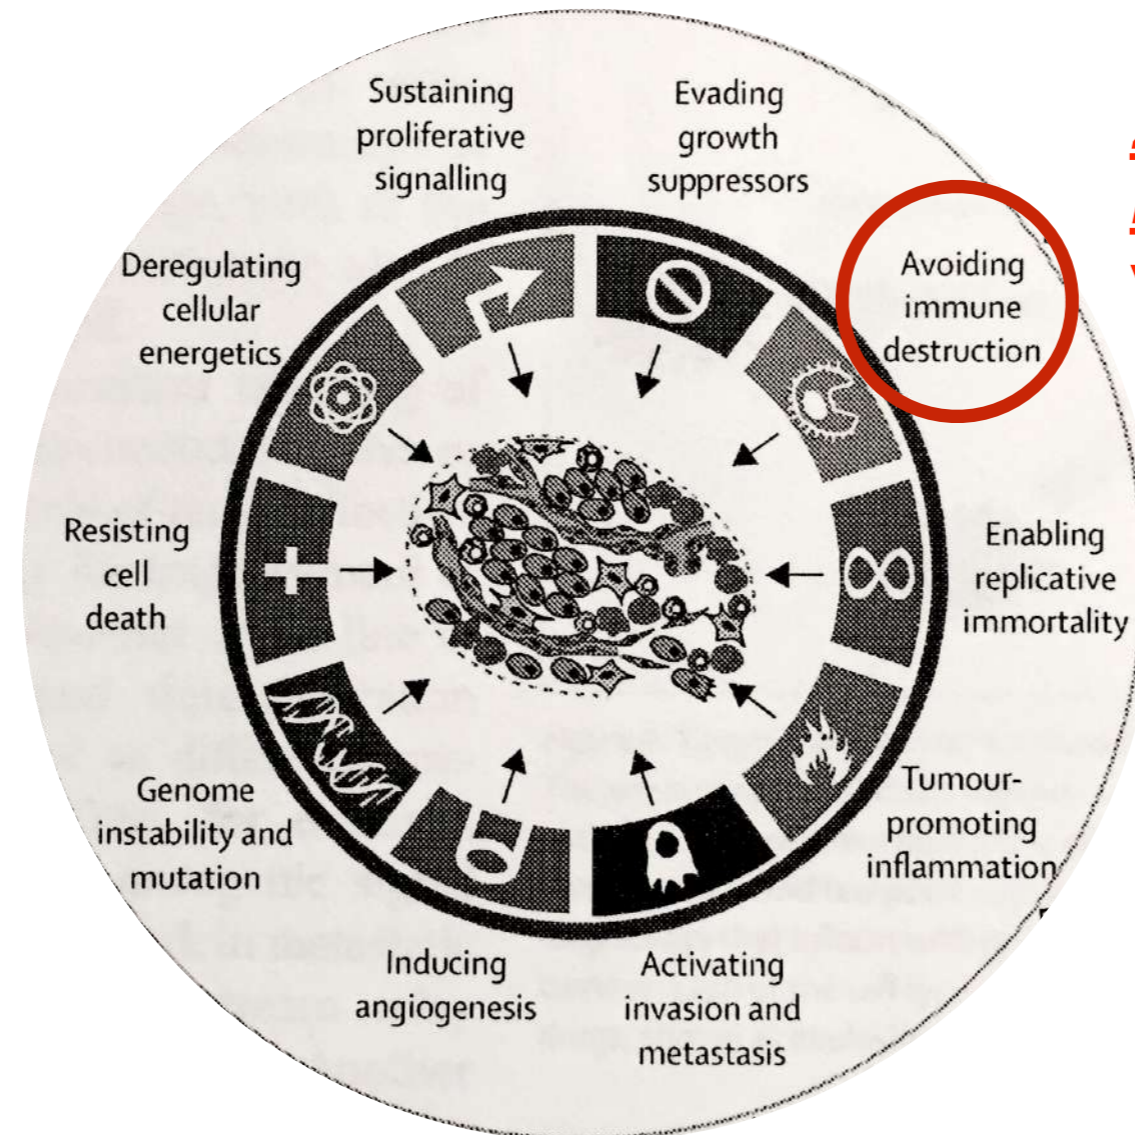 Sustaining
proliferative
signalling
Evading
growth
suppressors
Avoiding
immune
destruction
Enabling
replicative
immortality
Tumour-
promoting
inflammation
Activating
invasion and
metastasis
Inducing
angiogenesis
Genome
instability and
mutation
Resisting
cell
death
Deregulating
cellular
energetics